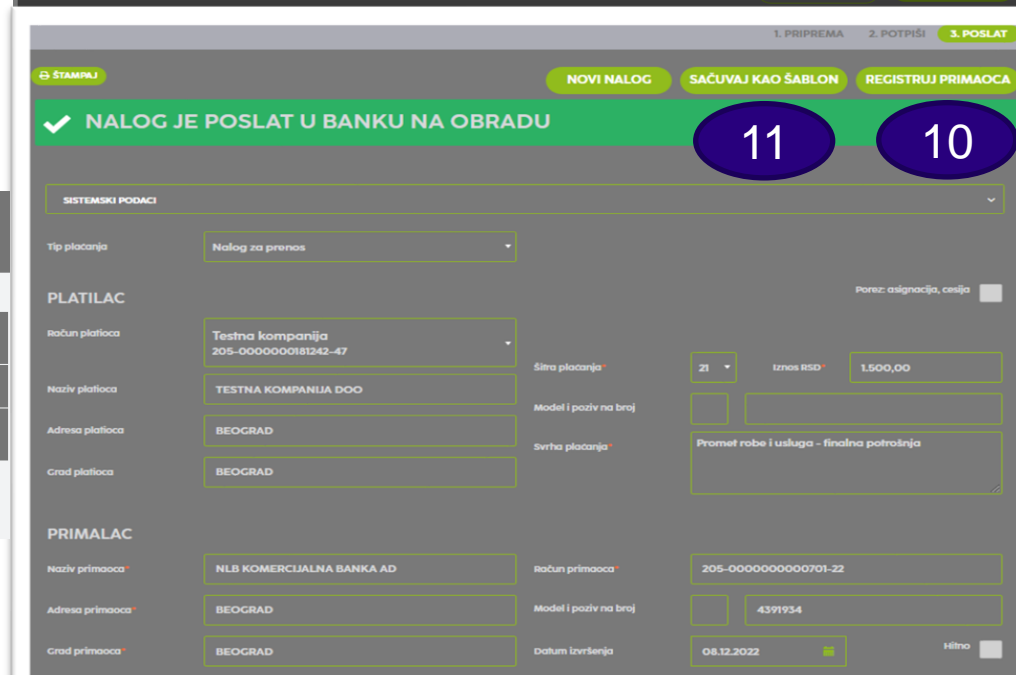 1. PRIPREMA 2. POTPIŠI 3. POSLAT
ŠTAMPAJ NOVI NALOG SAČUVAJ KAO ŠABLON REGISTRUJ PRIMAOCA
NALOG JE POSLAT U BANKU NA OBRADU
11 10
SISTEMSKI PODACI
Tip plaćanja Nalog za prenos
PLATILAC Porez: asignacija, cesija
Račun platioca Testna kompanija
205-0000000181242-47
Šifra plaćanja* 21 Iznos RSD* 1.500,00
Naziv platioca TESTNA KOMPANIJA DOO
Model i poziv na broj
Adresa platioca BEOGRAD
Svrha plaćanja* Promet robe i usluga - finalna potrošnja
Grad platioca BEOGRAD
PRIMALAC
Naziv primaoca* NLB KOMERCIJALNA BANKA AD Račun primaoca* 205-0000000000701-22
Adresa primaoca* BEOGRAD Model i poziv na broj 4391934
Grad primaoca* BEOGRAD Datum izvršenja 08.12.2022 Hitno